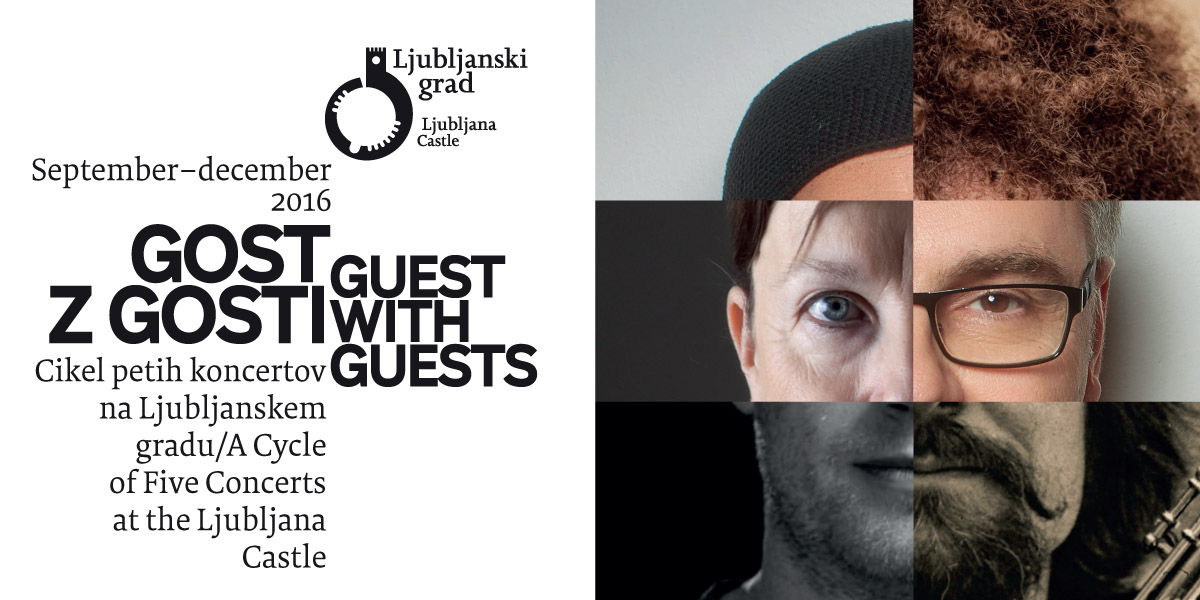 Ljubljanski
grad
Ljubljana
Castle
September–december
2016
GOST
Z GOSTI
GUEST
WITH
GUESTS
Cikel petih koncertov
na Ljubljanskem
gradu/A Cycle
of Five Concerts
at the Ljubljana
Castle